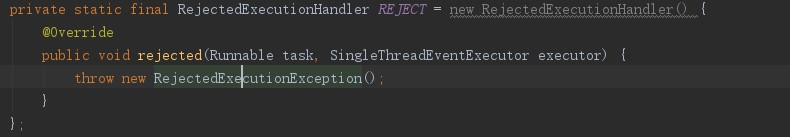 private static final RejectedExecutionHandler REJECT = new RejectedExecutionHandler() {
@Override
public void rejected(Runnable task, SingleThreadEventExecutor executor) {
throw new RejectedExecutionException();
}
};